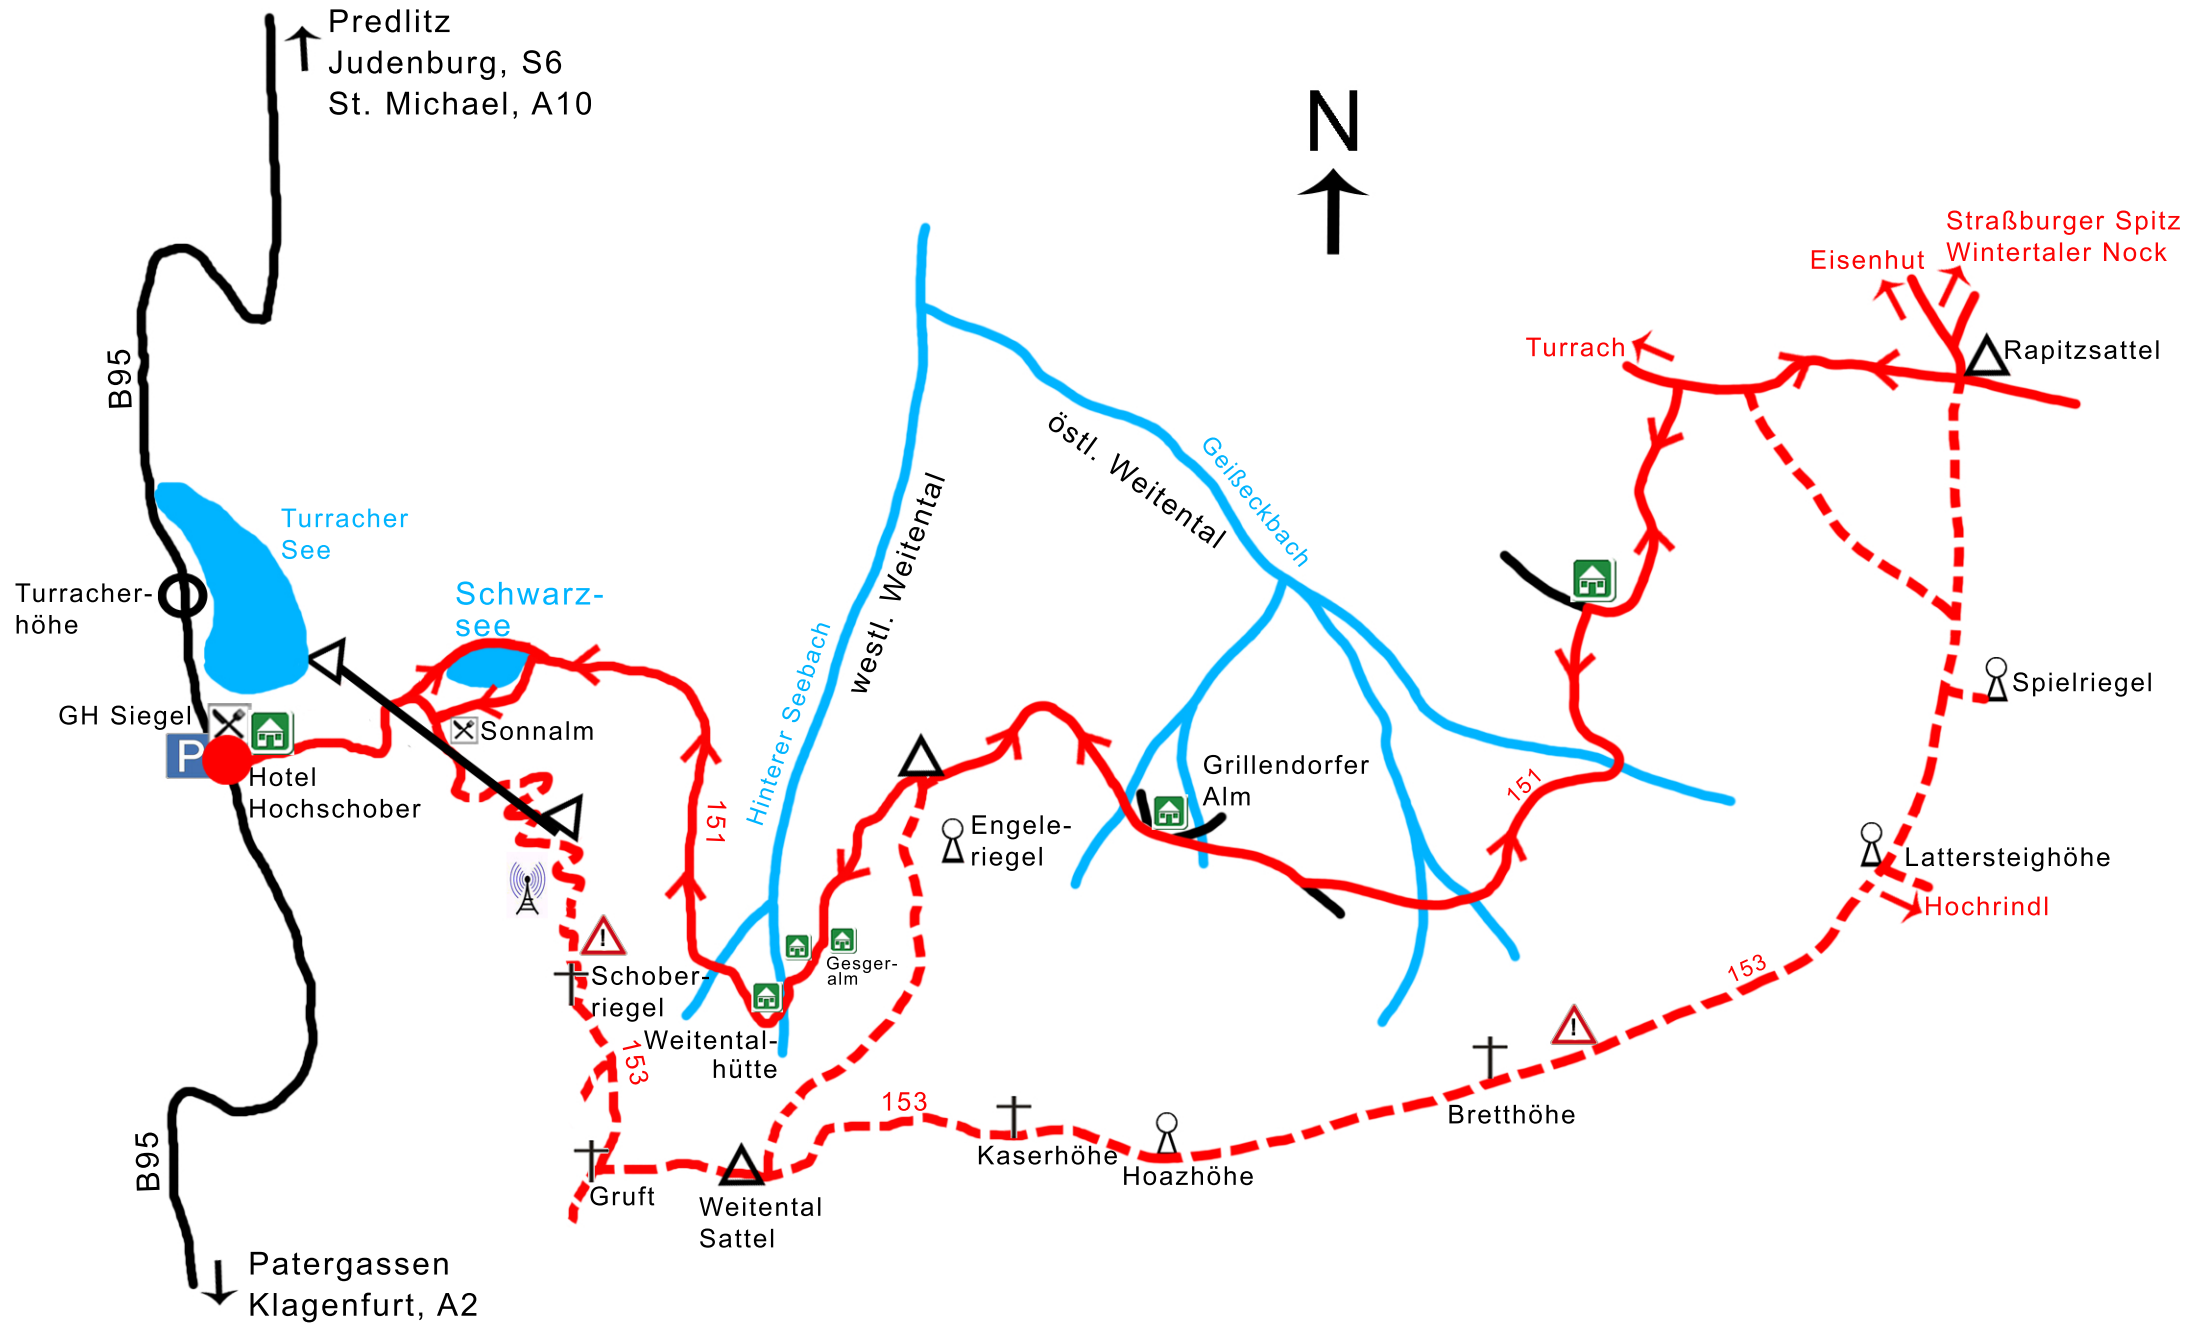 Predlitz
Judenburg, S6
St. Michael, A10
N
Straßburger Spitz
Wintertaler Nock
Eisenhut
Turrach
Rapitzsattel
B95
östl. Weitental
Geißeckbach
westl. Weitental
Hinterer Seebach
Turracher
See
Turracher-
höhe
Schwarz-
see
GH Siegel
P
Sonnalm
Hotel
Hochschober
151
Grillendorfer
Alm
151
Engele-
riegel
Spielriegel
Lattersteighöhe
Hochrindl
!
Schober-
riegel
Gesger-
alm
Weitental-
hütte
153
153
!
153
Bretthöhe
Kaserhöhe
Hoazhöhe
Gruft
Weitental
Sattel
B95
Patergassen
Klagenfurt, A2